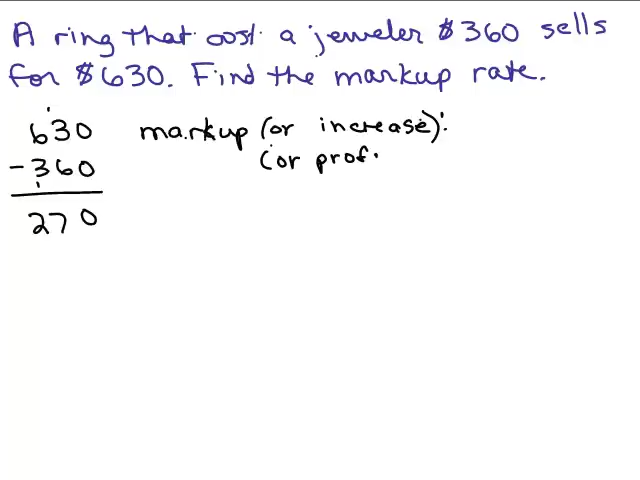 A ring that cost a jeweler $360 sells
for $630. Find the markup rate.
630 markup (or increase):
-360 (or prof
270